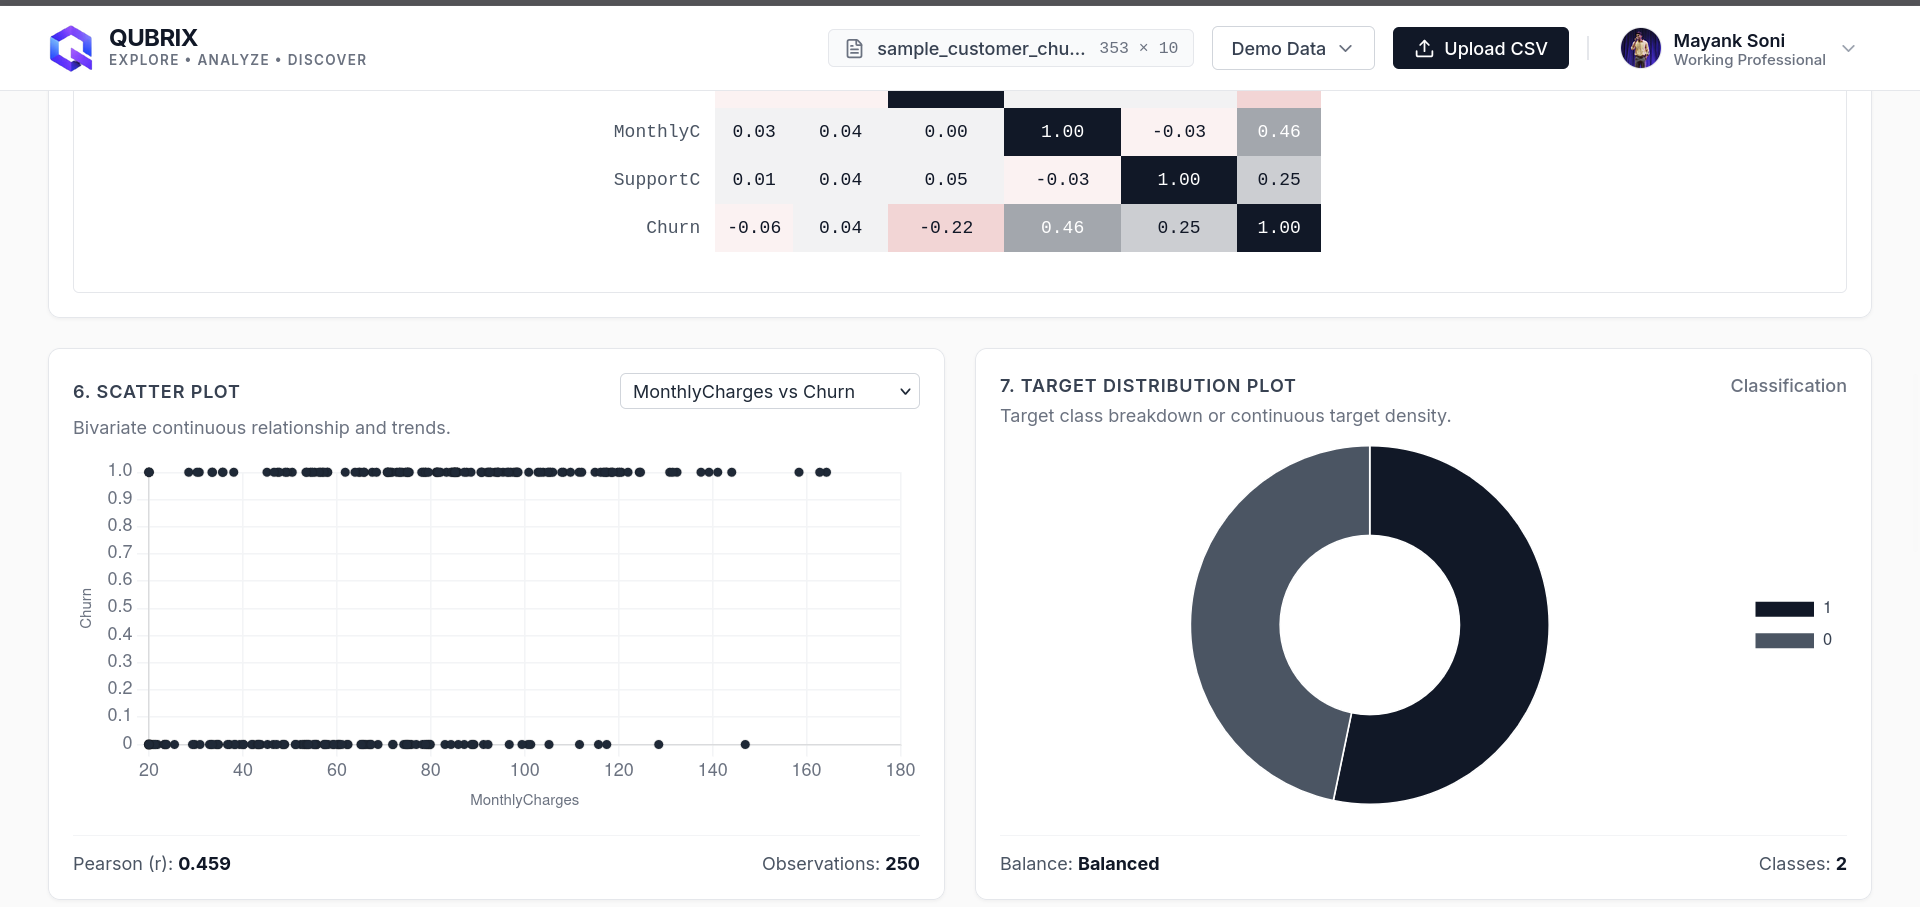 QUBRIX
EXPLORE • ANALYZE • DISCOVER
sample_customer_chu... 353 × 10
Demo Data
Upload CSV
Mayank Soni
Working Professional
MonthlyC 0.03 0.04 0.00 1.00 -0.03 0.46
SupportC 0.01 0.04 0.05 -0.03 1.00 0.25
Churn -0.06 0.04 -0.22 0.46 0.25 1.00
6. SCATTER PLOT
MonthlyCharges vs Churn
Bivariate continuous relationship and trends.
1.0
0.9
0.8
0.7
0.6
0.5
0.4
0.3
0.2
0.1
0
Churn
20 40 60 80 100 120 140 160 180
MonthlyCharges
Pearson (r): 0.459
Observations: 250
7. TARGET DISTRIBUTION PLOT
Classification
Target class breakdown or continuous target density.
1
0
Balance: Balanced
Classes: 2